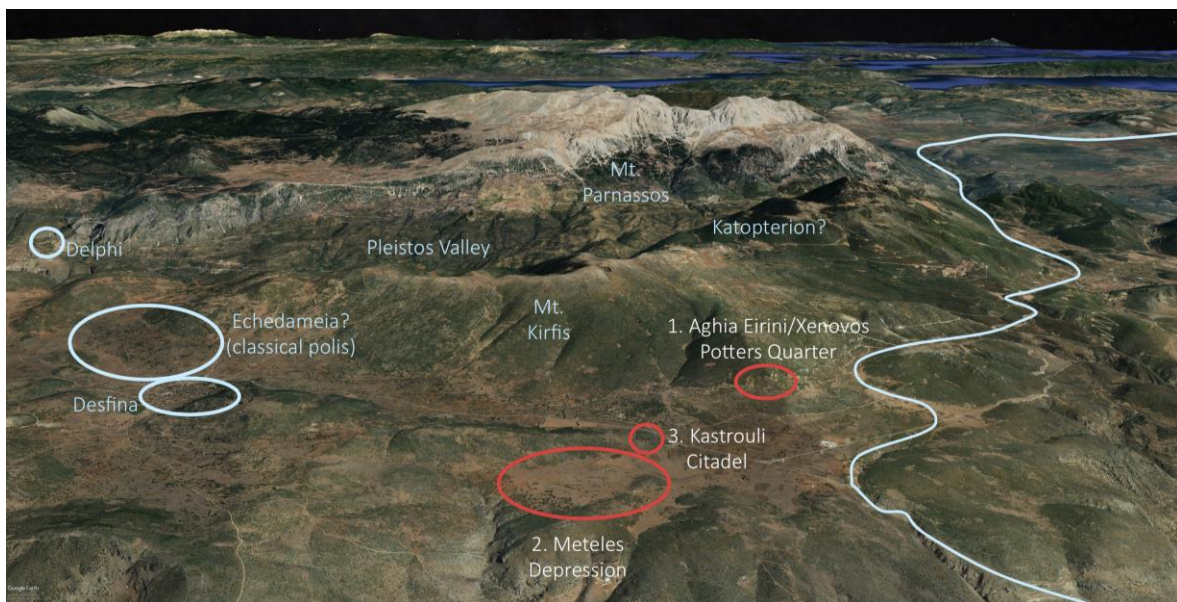 Mt.
Parnassos
Delphi
Pleistos Valley
Katopterion?
Echedameia?
(classical polis)
Mt.
Kirfis
1. Aghia Eirini/Xenovos
Potters Quarter
Desfina
3. Kastrouli
Citadel
2. Meteles
Depression
Google Earth